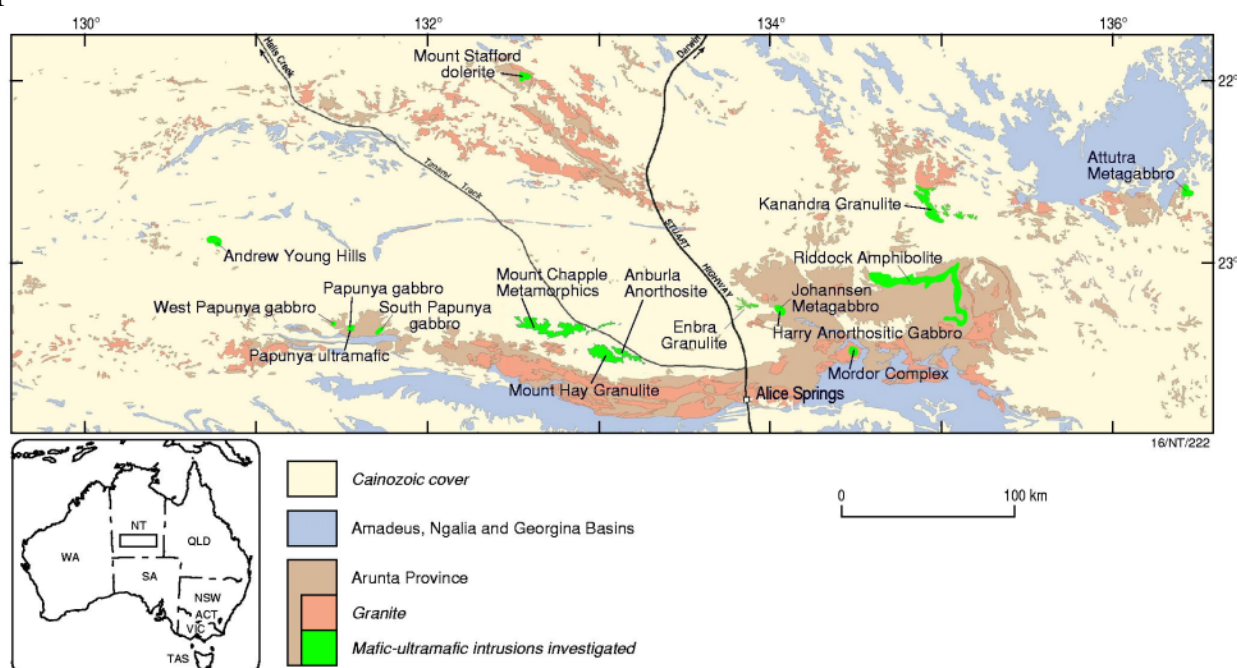 130°
132°
134°
136°
Halls Creek
Darwin
Mount Stafford
dolerite
22°
Tanami Track
Attutra
Metagabbro
Kanandra Granulite
STUART
HIGHWAY
Andrew Young Hills
Riddock Amphibolite
23°
Mount Chapple
Metamorphics
Anburla
Anorthosite
Johannsen
Metagabbro
Papunya gabbro
West Papunya gabbro
South Papunya
gabbro
Enbra
Granulite
Harry Anorthositic Gabbro
Papunya ultramafic
Mordor Complex
Mount Hay Granulite
Alice Springs
16/NT/222
NT
WA
QLD
SA
NSW
ACT
VIC
TAS
Cainozoic cover
Amadeus, Ngalia and Georgina Basins
Arunta Province
Granite
Mafic-ultramafic intrusions investigated
0
100 km